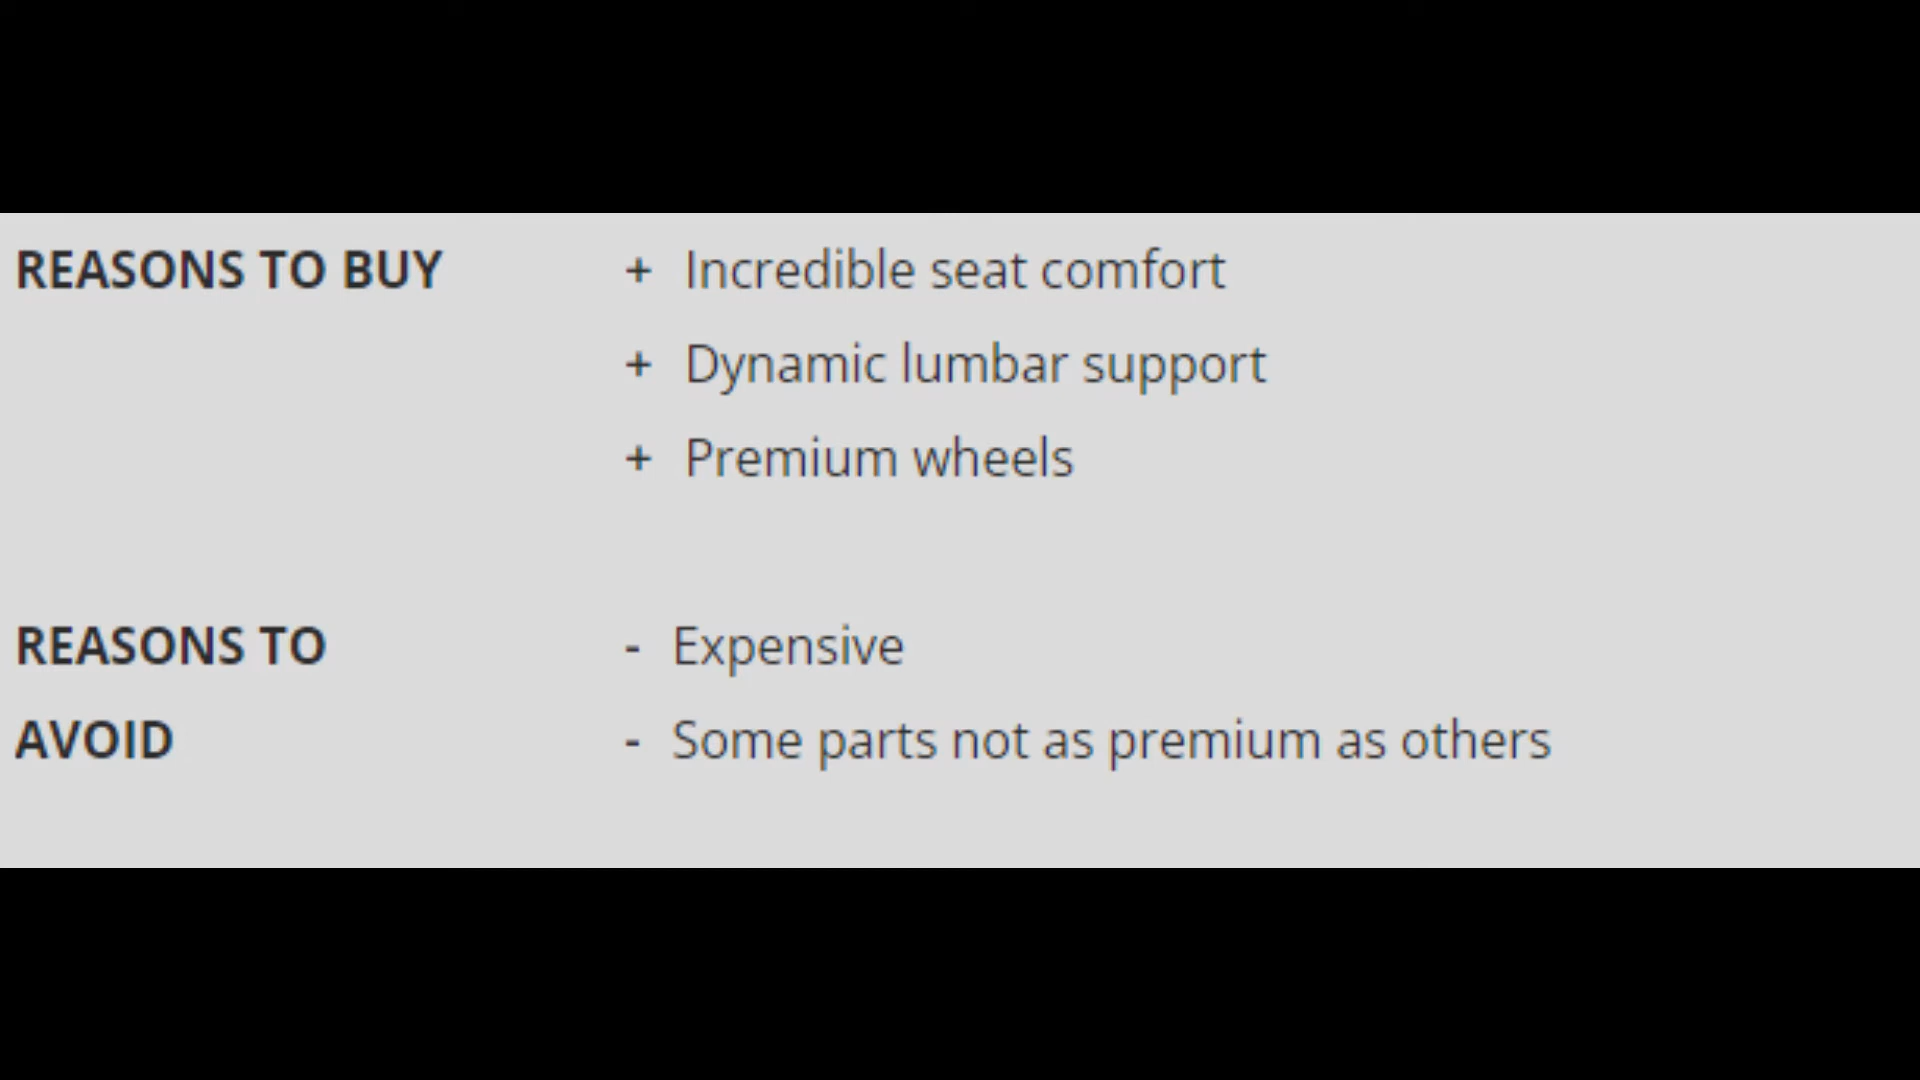 REASONS TO BUY + Incredible seat comfort
+ Dynamic lumbar support
+ Premium wheels
REASONS TO - Expensive
AVOID - Some parts not as premium as others